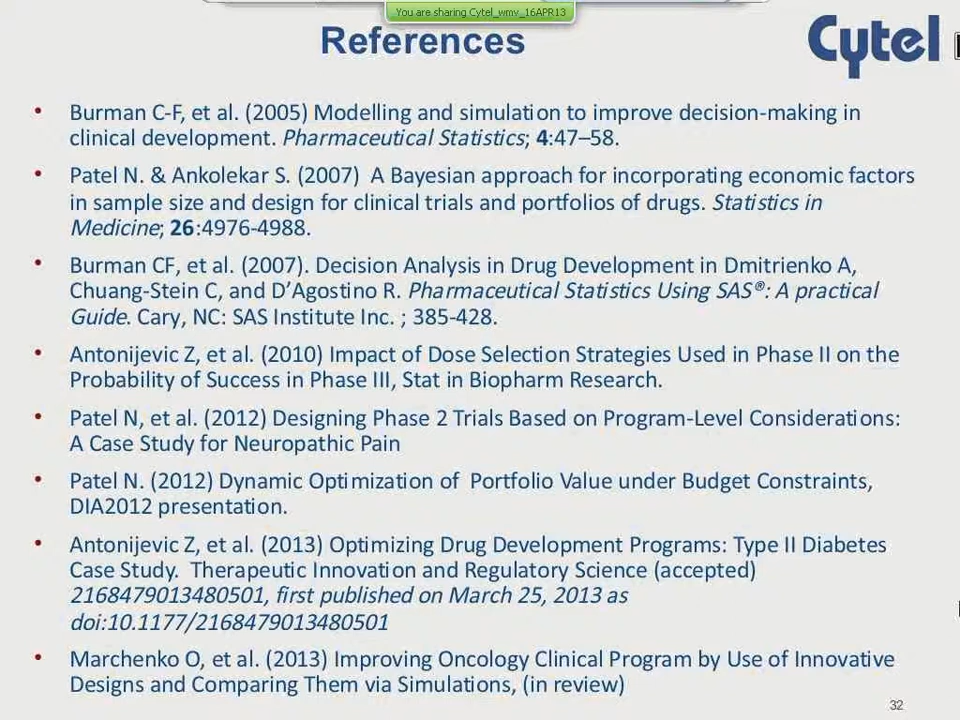 You are sharing Cytel_wmv_16APR13
References
Cytel
• Burman C-F, et al. (2005) Modelling and simulation to improve decision-making in
clinical development. Pharmaceutical Statistics; 4:47–58.
• Patel N. & Ankolekar S. (2007) A Bayesian approach for incorporating economic factors
in sample size and design for clinical trials and portfolios of drugs. Statistics in
Medicine; 26:4976-4988.
• Burman CF, et al. (2007). Decision Analysis in Drug Development in Dmitrienko A,
Chuang-Stein C, and D’Agostino R. Pharmaceutical Statistics Using SAS®: A practical
Guide. Cary, NC: SAS Institute Inc. ; 385-428.
• Antonijevic Z, et al. (2010) Impact of Dose Selection Strategies Used in Phase II on the
Probability of Success in Phase III, Stat in Biopharm Research.
• Patel N, et al. (2012) Designing Phase 2 Trials Based on Program-Level Considerations:
A Case Study for Neuropathic Pain
• Patel N. (2012) Dynamic Optimization of Portfolio Value under Budget Constraints,
DIA2012 presentation.
• Antonijevic Z, et al. (2013) Optimizing Drug Development Programs: Type II Diabetes
Case Study. Therapeutic Innovation and Regulatory Science (accepted)
2168479013480501, first published on March 25, 2013 as
doi:10.1177/2168479013480501
• Marchenko O, et al. (2013) Improving Oncology Clinical Program by Use of Innovative
Designs and Comparing Them via Simulations, (in review)
32